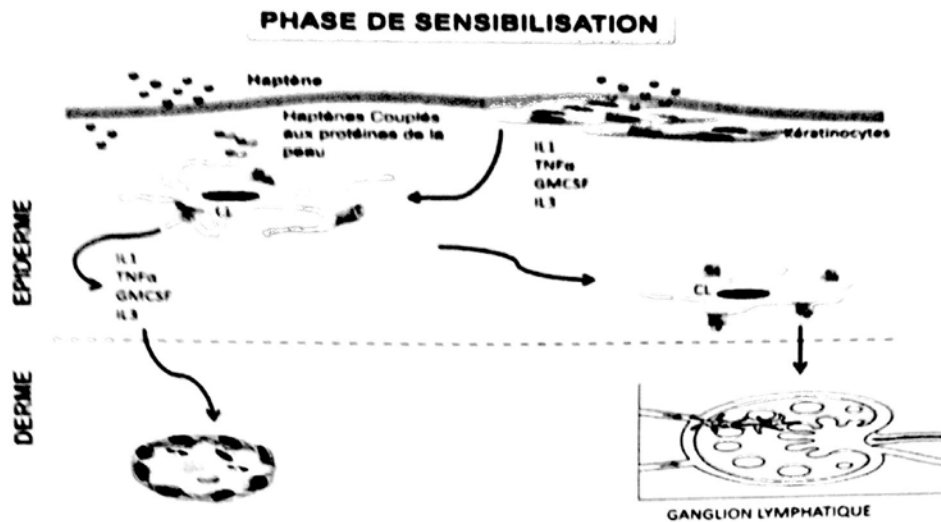 PHASE DE SENSIBILISATION
Haptène
Haptènes Couplés
aux protéines de la
peau
Kératinocytes
IL1
TNFα
GMCSF
IL3
CL
IL1
TNFα
GMCSF
IL3
CL
EPIDERME
DERME
GANGLION LYMPHATIQUE